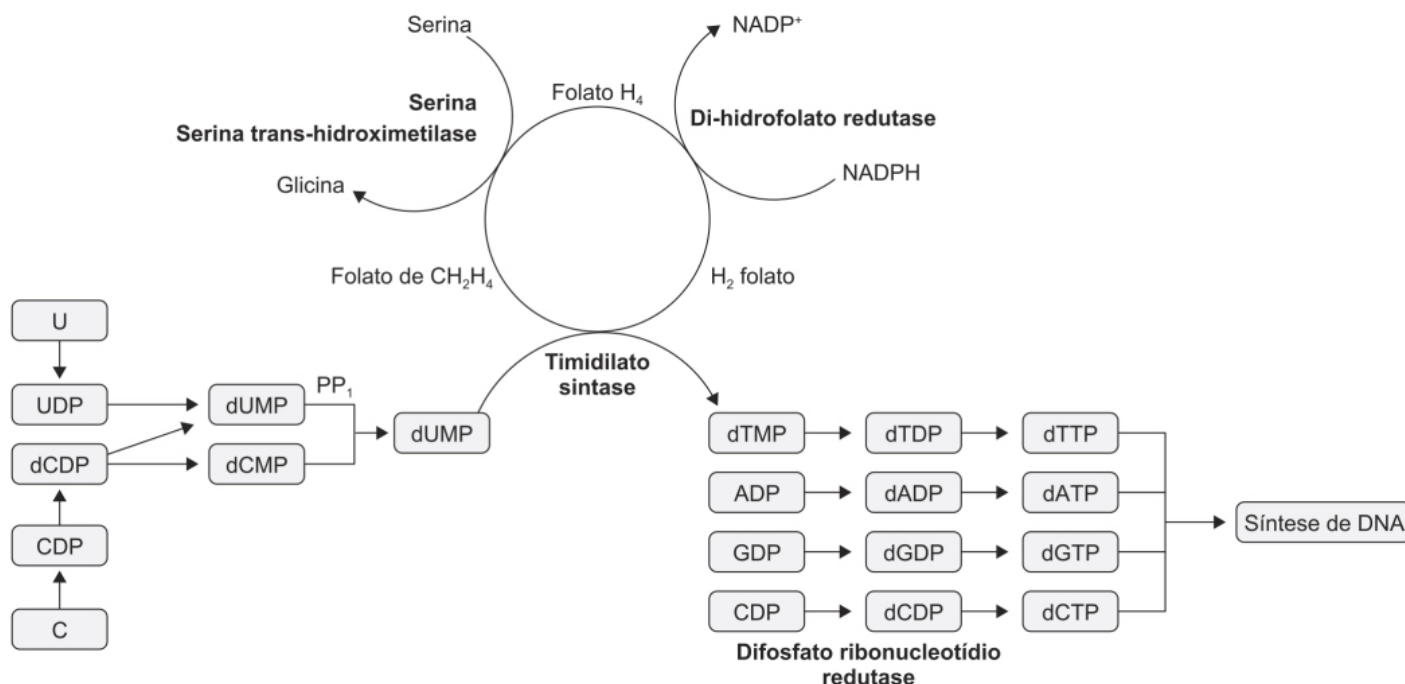 Serina
NADP⁺
Folato H₄
Serina
Serina trans-hidroximetilase
Di-hidrofolato redutase
Glicina
NADPH
Folato de CH₂H₄
H₂ folato
U
Timidilato
sintase
UDP
dUMP
PP₁
dUMP
dCDP
dCMP
CDP
C
dTMP
dTDP
dTTP
ADP
dADP
dATP
GDP
dGDP
dGTP
CDP
dCDP
dCTP
Síntese de DNA
Difosfato ribonucleotídio
redutase